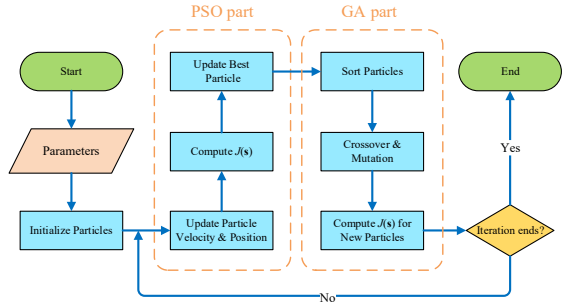 PSO part
GA part
Start
Update Best
Particle
Sort Particles
End
Parameters
Compute J(s)
Crossover &
Mutation
Yes
Initialize Particles
Update Particle
Velocity & Position
Compute J(s) for
New Particles
Iteration ends?
No